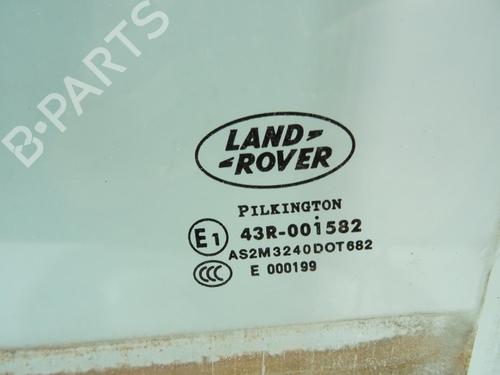 B-PARTS
LAND-
-ROVER
PILKINGTON
E1 43R-001582
AS2M3240DOT682
CCC E 000199